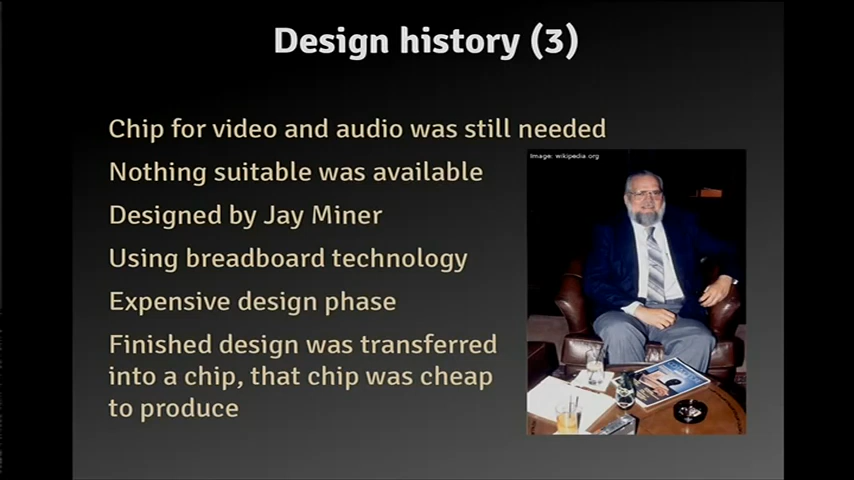 Design history (3)
Chip for video and audio was still needed
Image: wikipedia.org
Nothing suitable was available
Designed by Jay Miner
Using breadboard technology
Expensive design phase
Finished design was transferred
into a chip, that chip was cheap
to produce